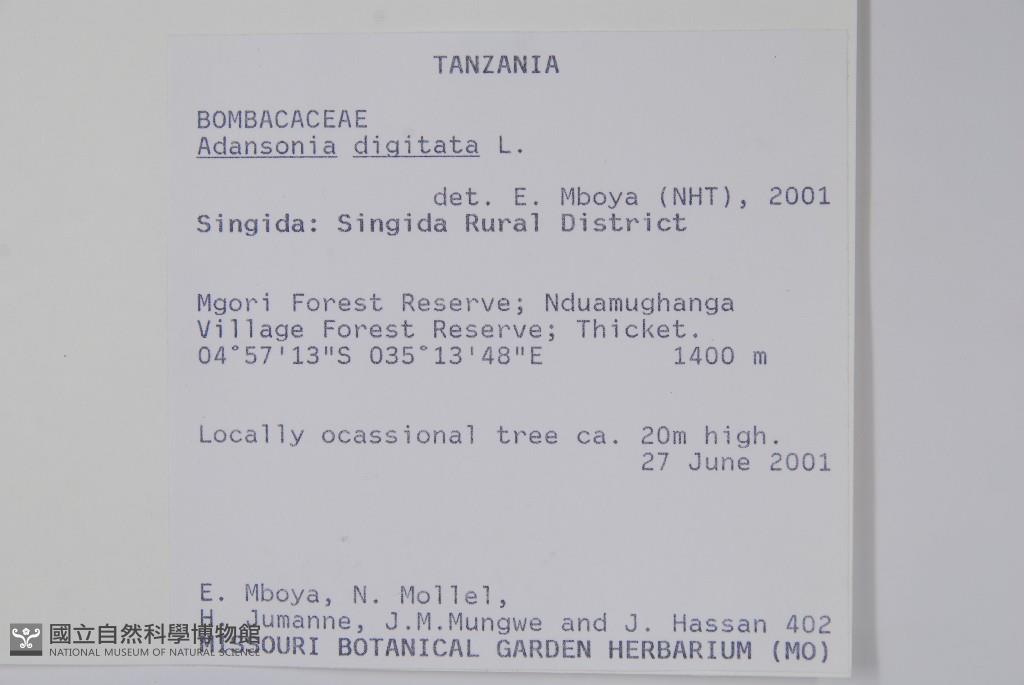 TANZANIA
BOMBACACEAE
Adansonia digitata L.
det. E. Mboya (NHT), 2001
Singida: Singida Rural District
Mgori Forest Reserve; Nduamughanga
Village Forest Reserve; Thicket.
04°57'13"S 035°13'48"E 1400 m
Locally ocassional tree ca. 20m high.
27 June 2001
E. Mboya, N. Mollel,
H. Jumanne, J.M.Mungwe and J. Hassan 402
MISSOURI BOTANICAL GARDEN HERBARIUM (MO)
國立自然科學博物館
NATIONAL MUSEUM OF NATURAL SCIENCE